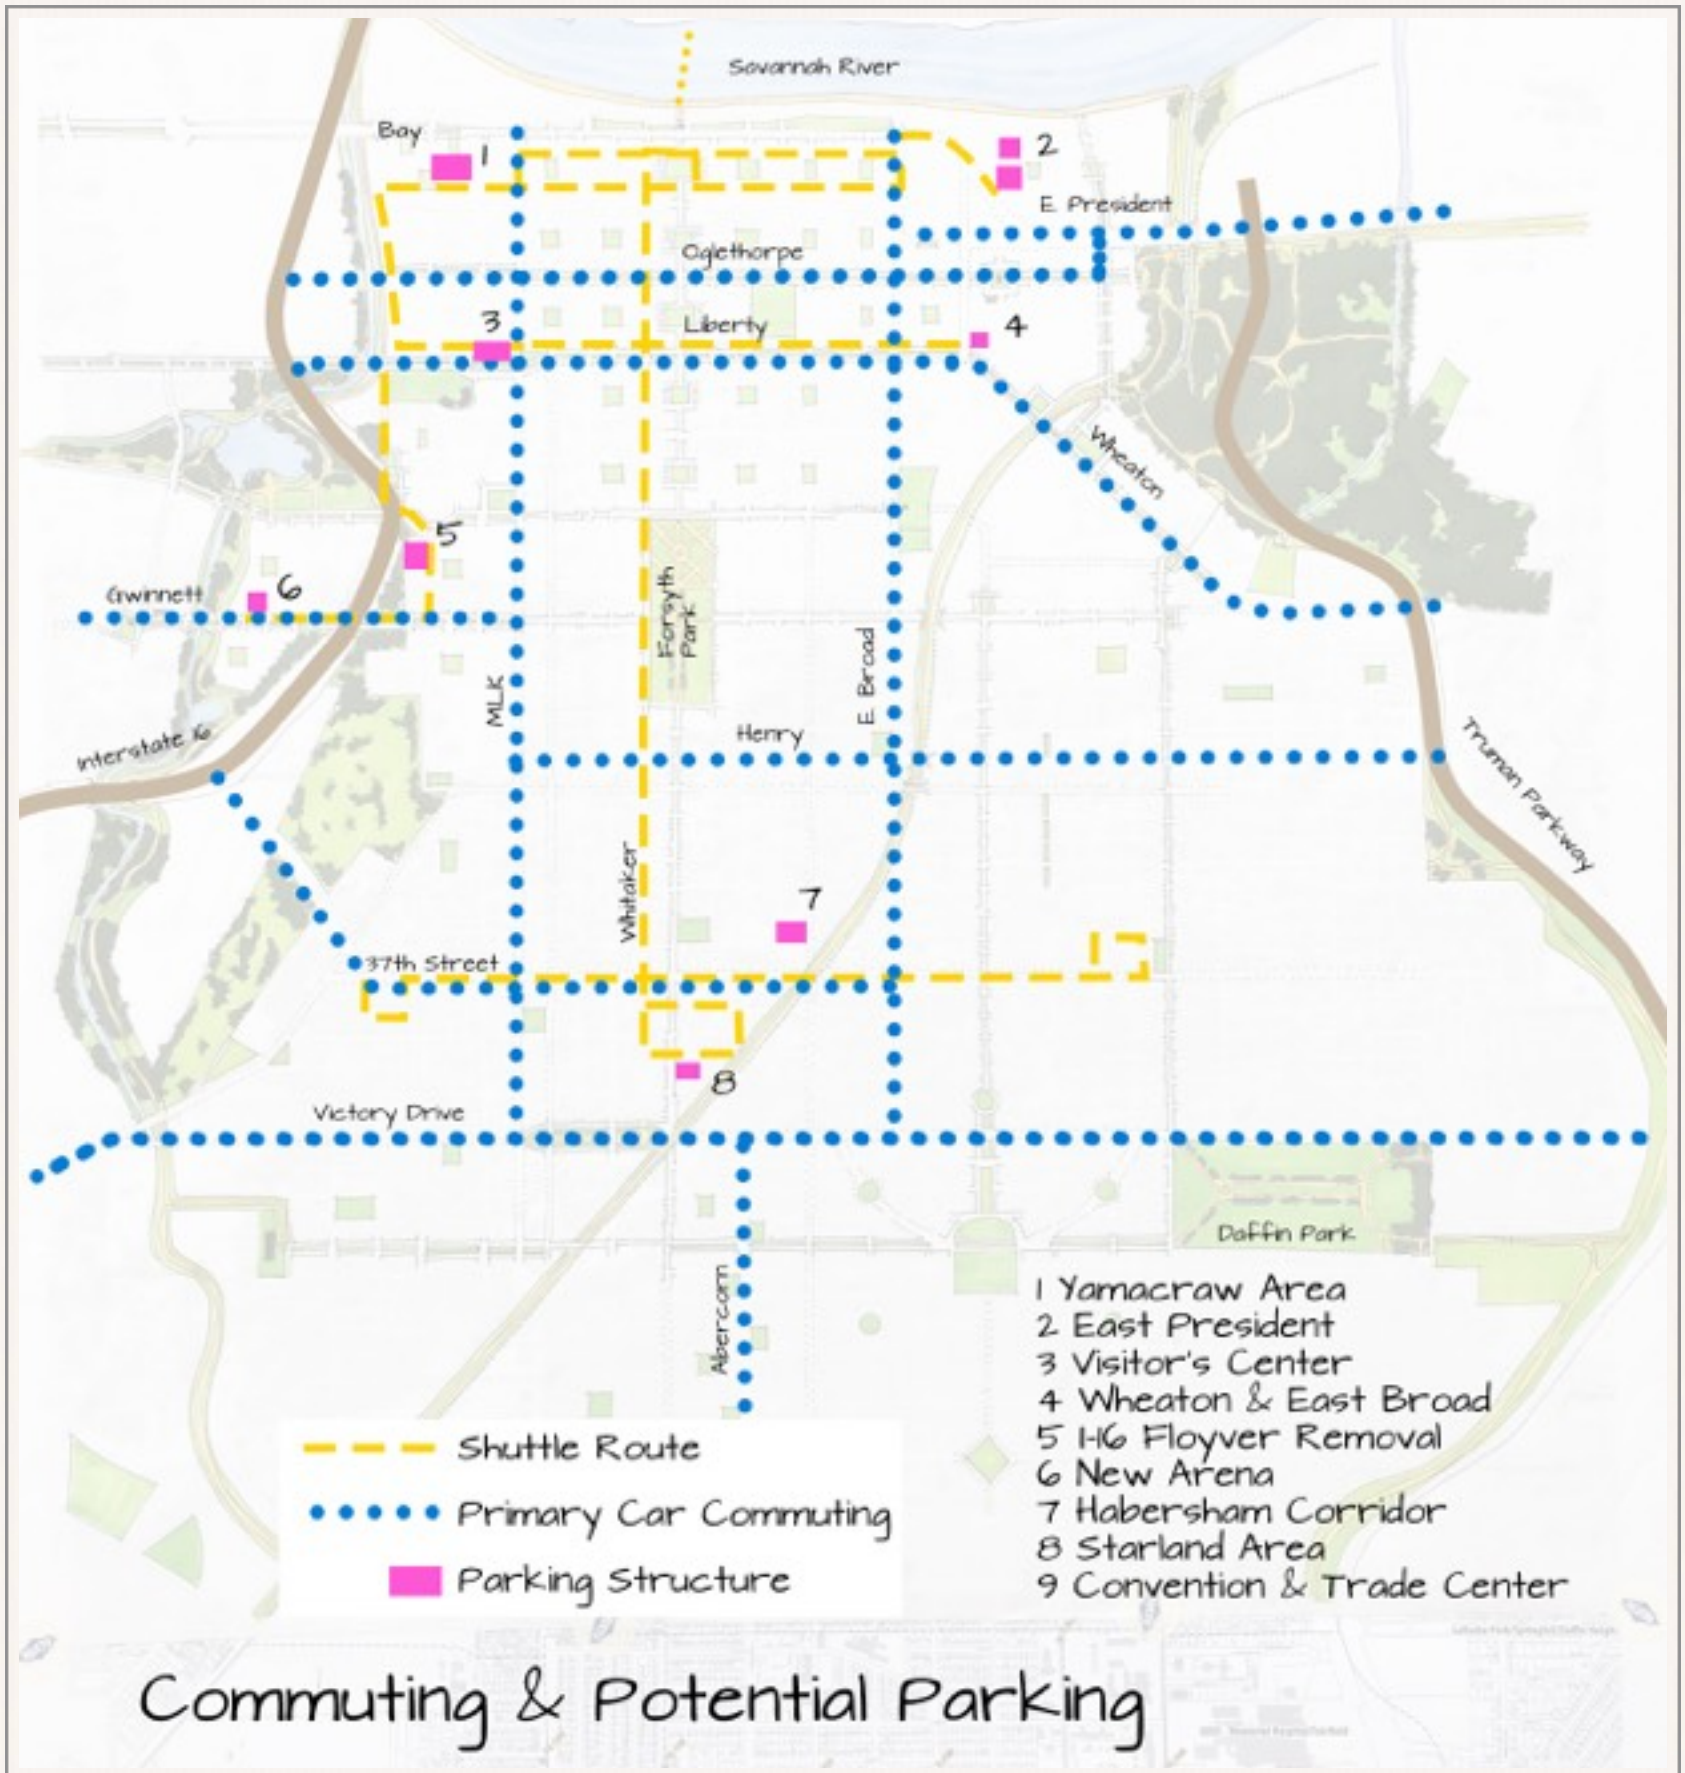 Savannah River
Bay
1
2
E. President
Oglethorpe
3
Liberty
4
Wheaton
5
Gwinnett
6
Forsyth
Park
E. Broad
MLK
Henry
Interstate 16
Truman Parkway
Whitaker
7
37th Street
8
Victory Drive
Daffin Park
Abercorn
1 Yamacraw Area
2 East President
3 Visitor's Center
4 Wheaton & East Broad
5 I-16 Floyver Removal
6 New Arena
7 Habersham Corridor
8 Starland Area
9 Convention & Trade Center
Shuttle Route
Primary Car Commuting
Parking Structure
Commuting & Potential Parking